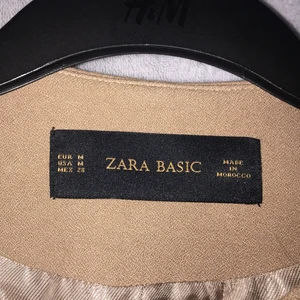 H&M
EUR M
USA M
MEX 28
ZARA BASIC
MADE
IN
MOROCCO